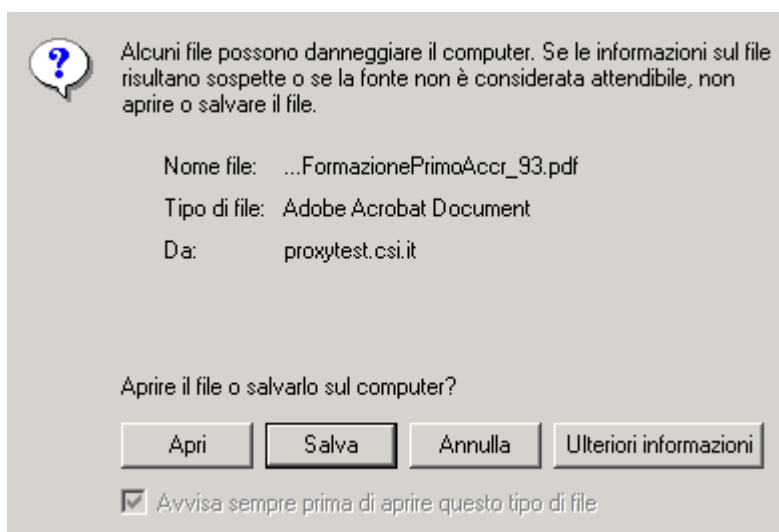 Alcuni file possono danneggiare il computer. Se le informazioni sul file
risultano sospette o se la fonte non è considerata attendibile, non
aprire o salvare il file.
Nome file: ...FormazionePrimoAccr_93.pdf
Tipo di file: Adobe Acrobat Document
Da: proxytest.csi.it
Aprire il file o salvarlo sul computer?
Apri Salva Annulla Ulteriori informazioni
Avvisa sempre prima di aprire questo tipo di file